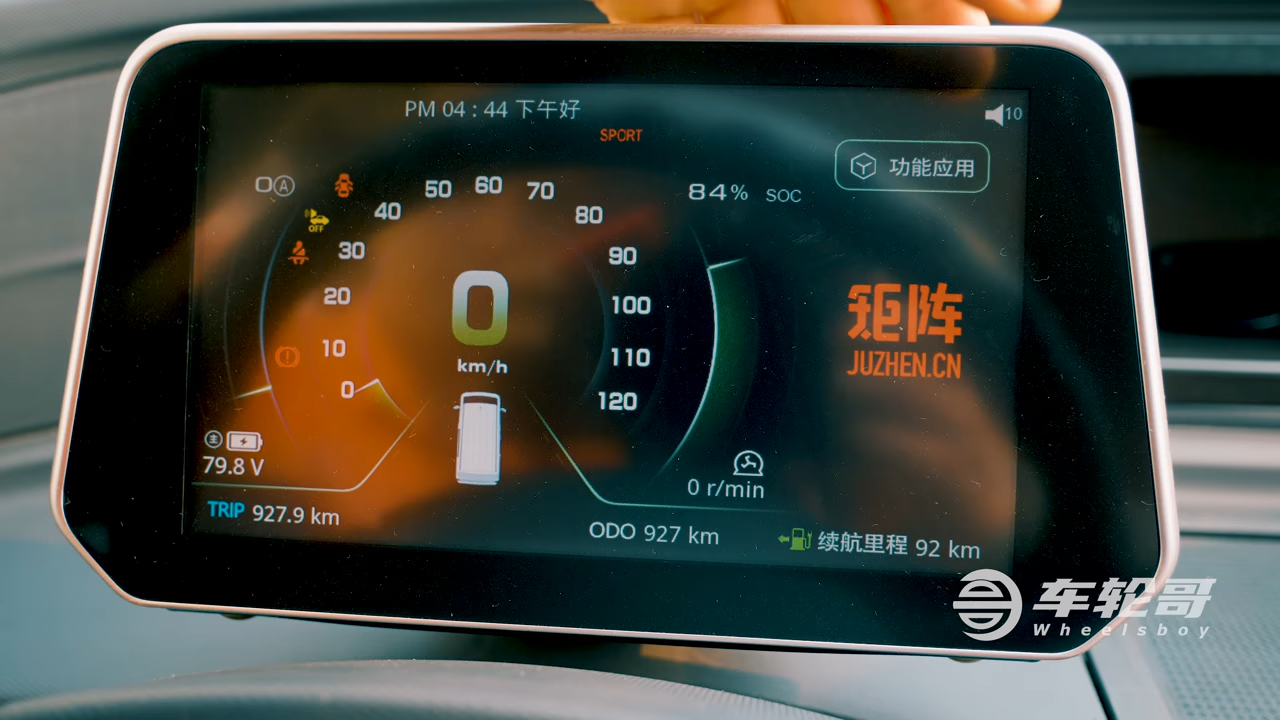 PM 04 : 44 下午好
10
SPORT
功能应用
A
OFF
84% SOC
0
10
20
30
40
50
60
70
80
90
100
110
120
0
km/h
矩阵
JUZHEN.CN
主
79.8 V
0 r/min
TRIP 927.9 km
ODO 927 km
续航里程 92 km
车轮哥
Wheelsboy